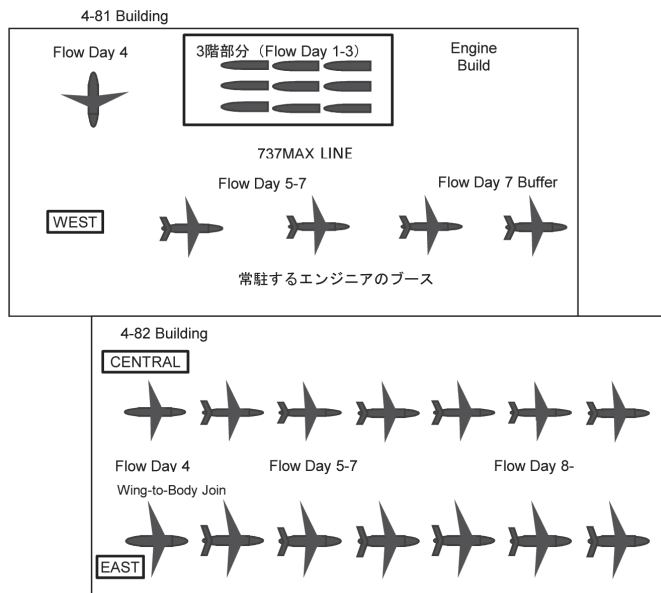 4-81 Building
Flow Day 4
3階部分（Flow Day 1-3）
Engine
Build
737MAX LINE
Flow Day 5-7
Flow Day 7 Buffer
WEST
常駐するエンジニアのブース
4-82 Building
CENTRAL
Flow Day 4
Flow Day 5-7
Flow Day 8-
Wing-to-Body Join
EAST